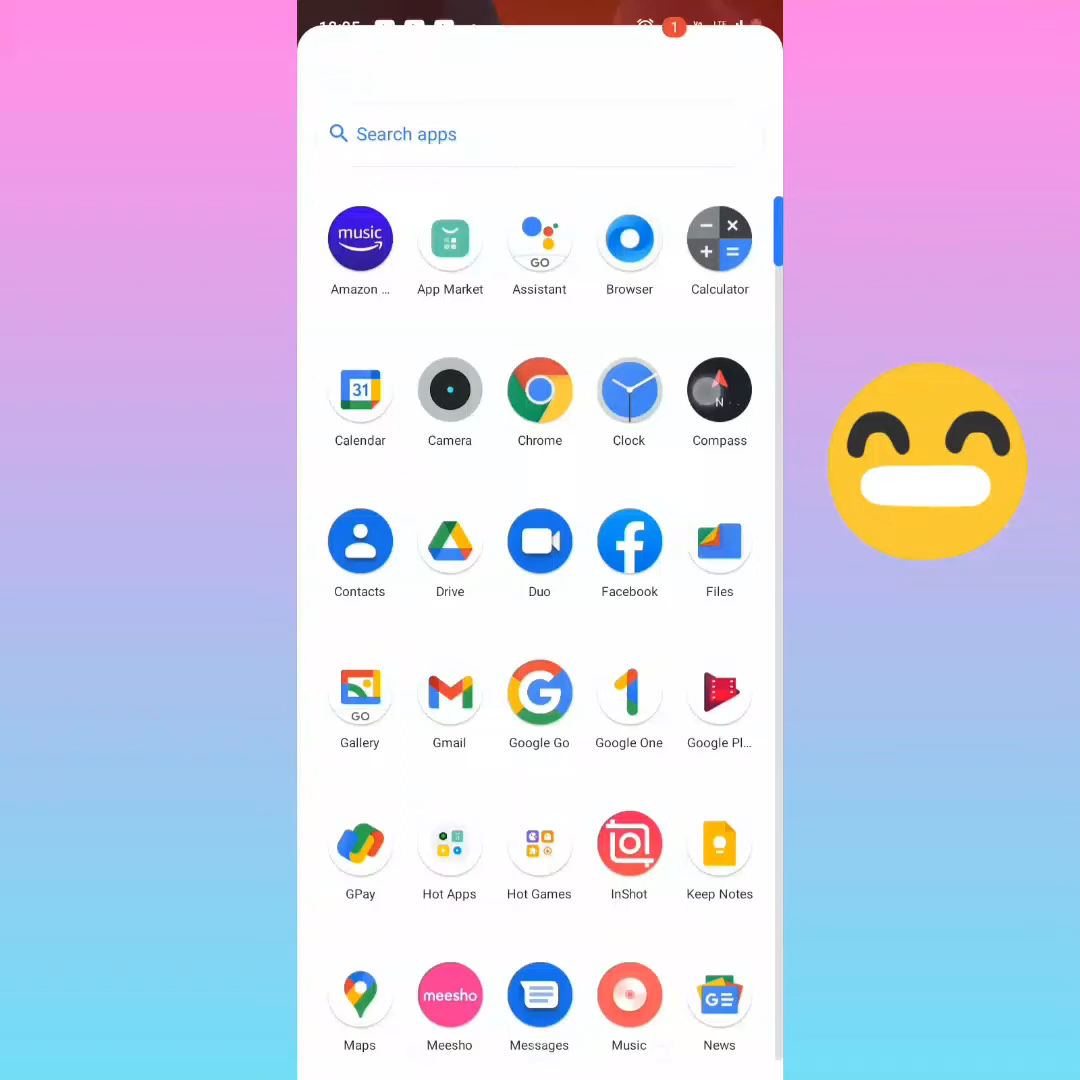 1 LTE
Search apps
music
GO
Amazon ... App Market Assistant Browser Calculator
31
N
Calendar Camera Chrome Clock Compass
Contacts Drive Duo Facebook Files
GO
Gallery Gmail Google Go Google One Google Pl...
GPay Hot Apps Hot Games InShot Keep Notes
meesho
Maps Meesho Messages Music News